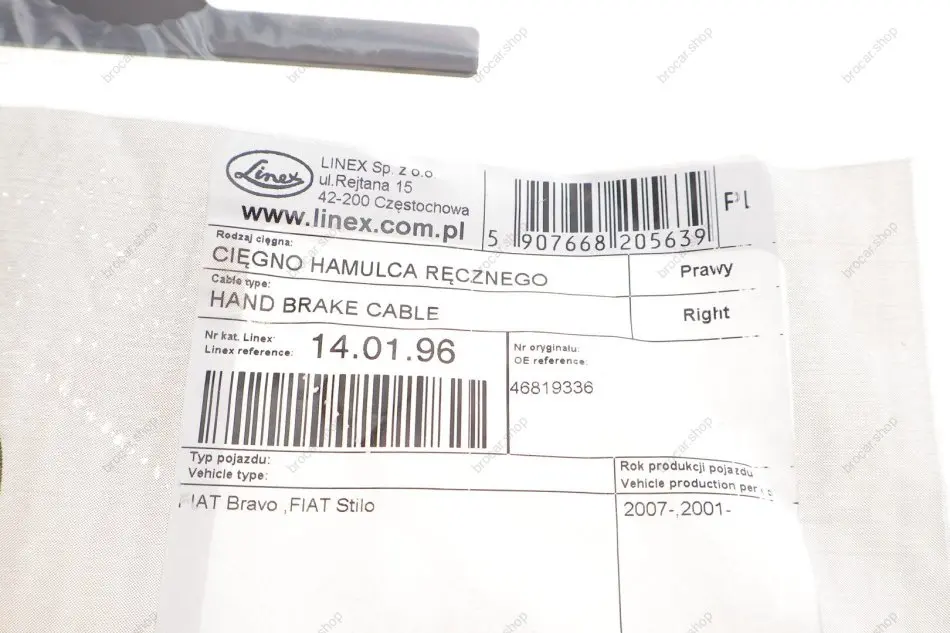 Linex
LINEX Sp. z o.o.
ul.Rejtana 15
42-200 Częstochowa
www.linex.com.pl
5 907668 205639
Rodzaj cięgna:
CIĘGNO HAMULCA RĘCZNEGO
Prawy
Cable type:
HAND BRAKE CABLE
Right
Nr kat. Linex:
Linex reference:
14.01.96
Nr oryginału:
OE reference:
46819336
Typ pojazdu:
Vehicle type:
Rok produkcji pojazdu
Vehicle production
FIAT Bravo ,FIAT Stilo
2007-,2001-
brocar.shop